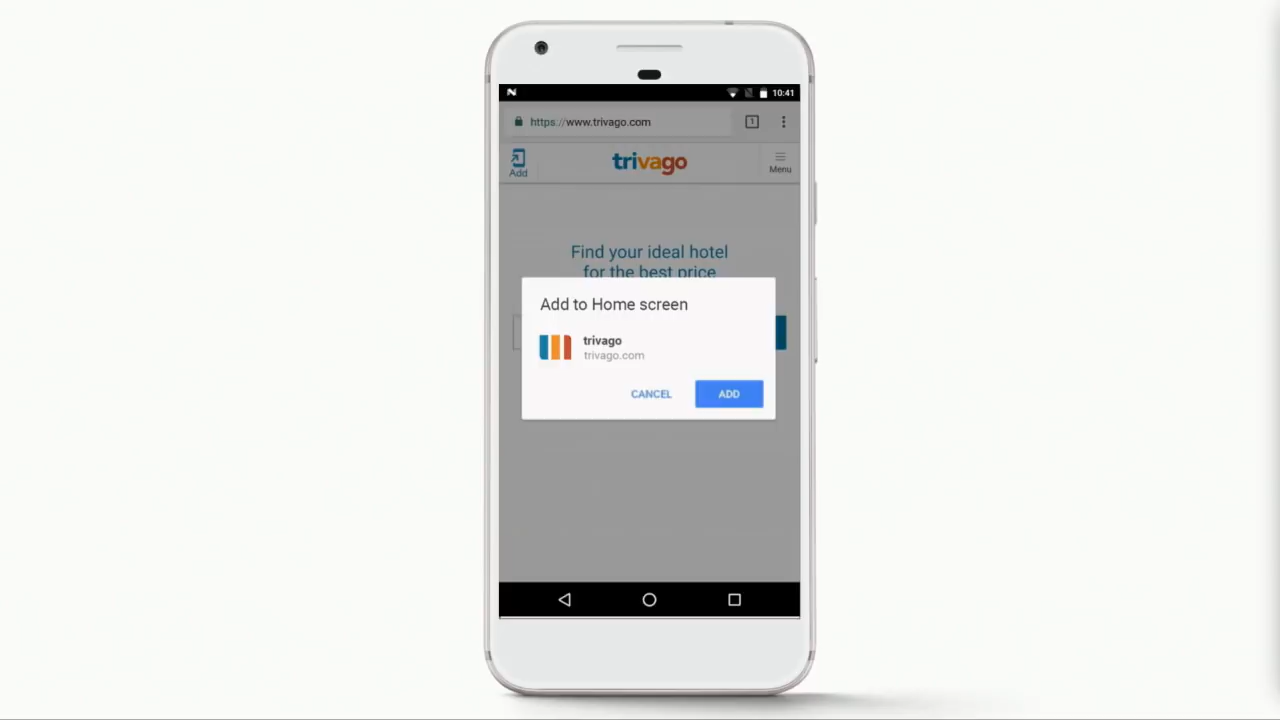 10:41
https://www.trivago.com
1
Add
trivago
Menu
Find your ideal hotel
for the best price
Add to Home screen
trivago
trivago.com
CANCEL
ADD